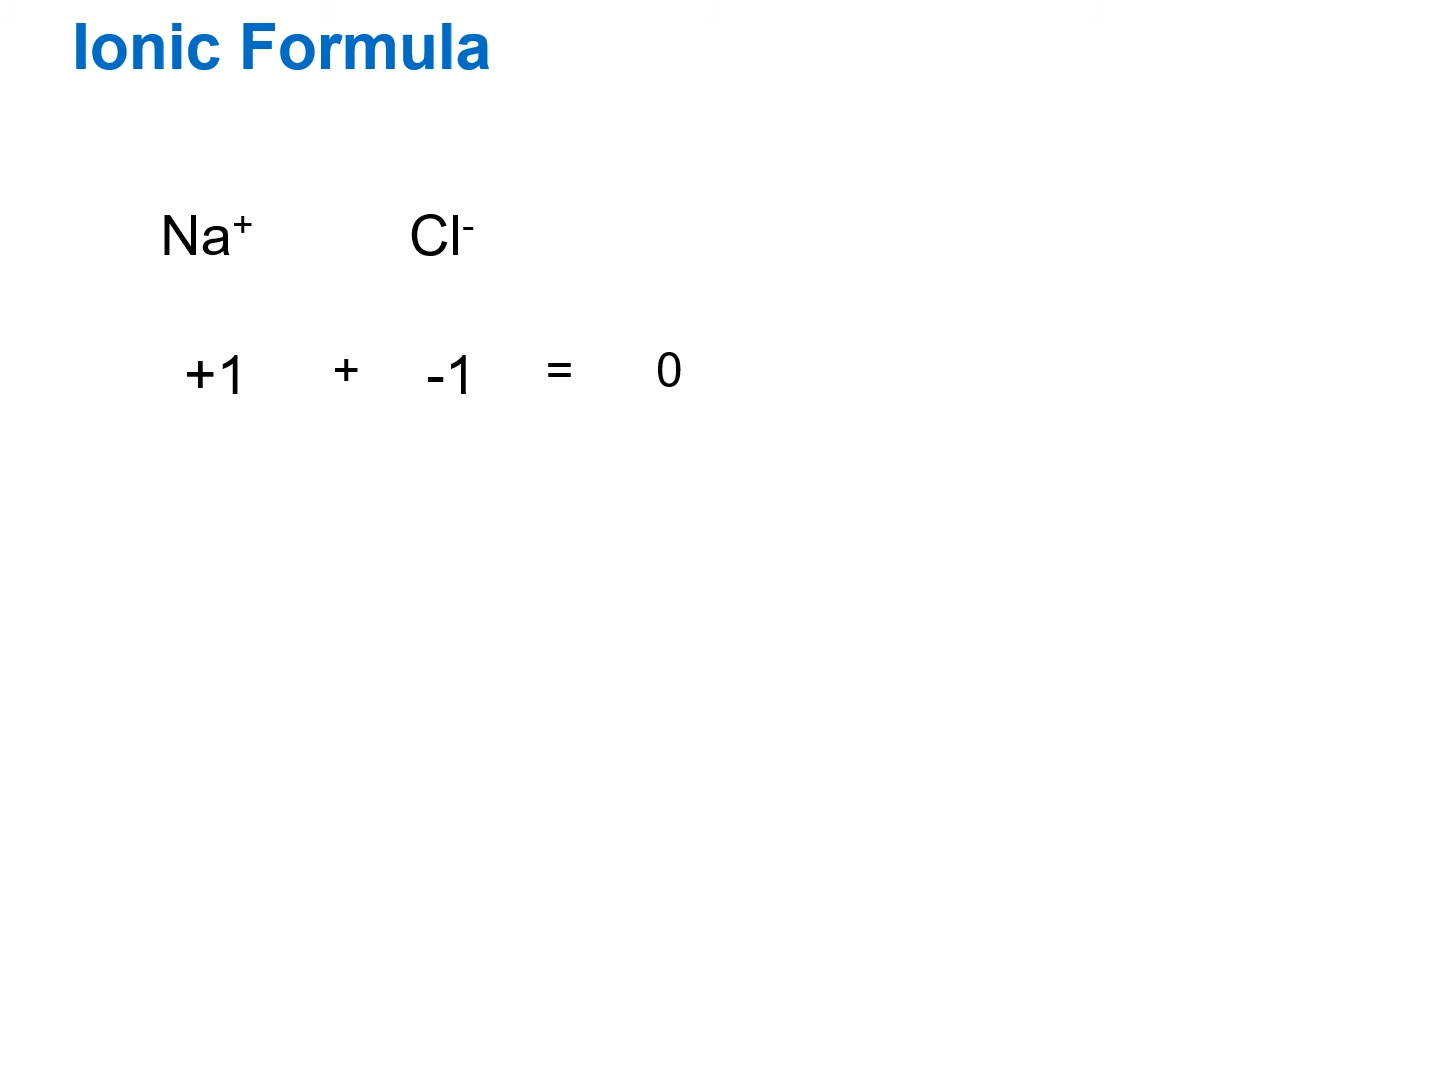 Ionic Formula
Na⁺ Cl⁻
+1 + -1 = 0